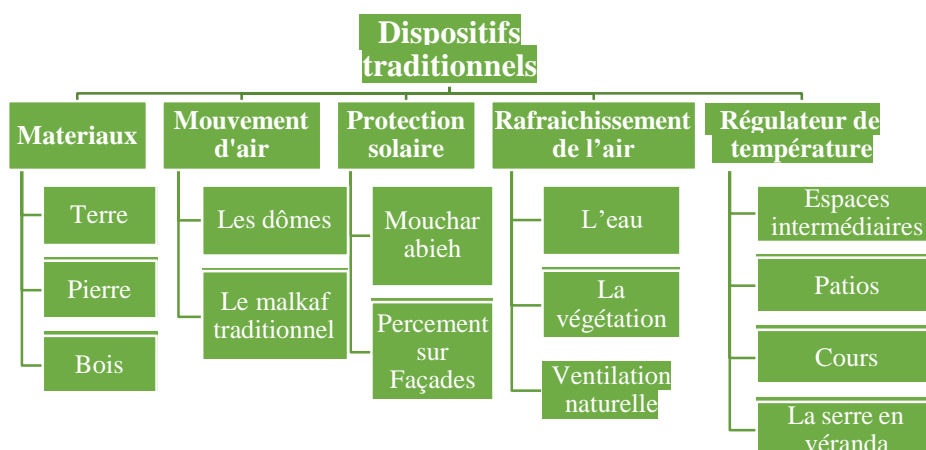 Dispositifs
traditionnels
Materiaux
Mouvement
d'air
Protection
solaire
Rafraichissement
de l’air
Régulateur de
température
Terre
Pierre
Bois
Les dômes
Le malkaf
traditionnel
Mouchar
abieh
Percement
sur
Façades
L’eau
La
végétation
Ventilation
naturelle
Espaces
intermédiaires
Patios
Cours
La serre en
véranda